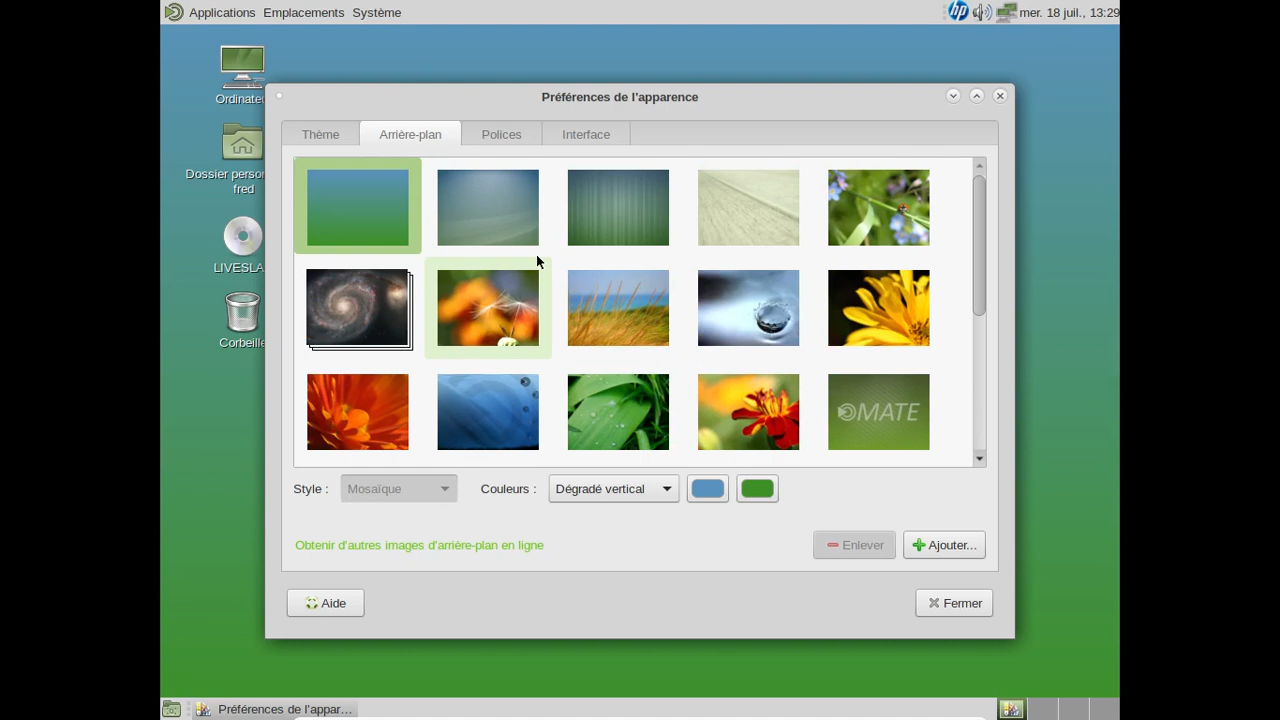 Applications Emplacements Système
hp
mer. 18 juil., 13:29
Ordinate
Dossier person
fred
LIVESLA
Corbeille
Préférences de l'apparence
Thème Arrière-plan Polices Interface
MATE
Style : Mosaïque Couleurs : Dégradé vertical
Obtenir d'autres images d'arrière-plan en ligne
Enlever Ajouter...
Aide Fermer
Préférences de l'appar...